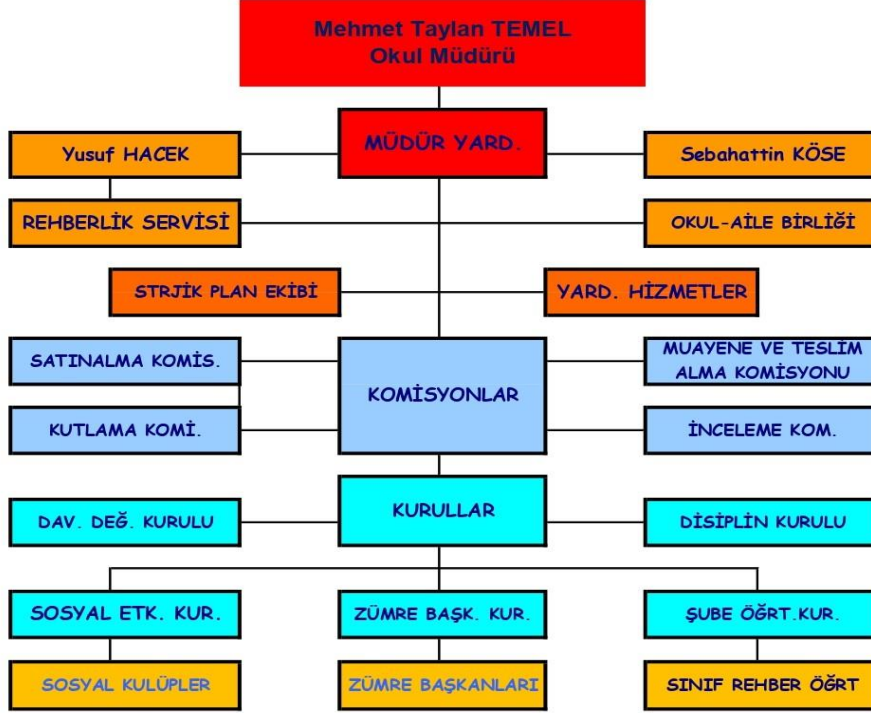 Mehmet Taylan TEMEL
Okul Müdürü
MÜDÜR YARD.
Yusuf HACEK
Sebahattin KÖSE
REHBERLİK SERVİSİ
OKUL-AİLE BİRLİĞİ
STRJİK PLAN EKİBİ
YARD. HİZMETLER
SATINALMA KOMİS.
KOMİSYONLAR
MUAYENE VE TESLİM
ALMA KOMİSYONU
KUTLAMA KOMİ.
İNCELEME KOM.
KURULLAR
DAV. DEĞ. KURULU
DİSİPLİN KURULU
SOSYAL ETK. KUR.
ZÜMRE BAŞK. KUR.
ŞUBE ÖĞRT.KUR.
SOSYAL KULÜPLER
ZÜMRE BAŞKANLARI
SINIF REHBER ÖĞRT